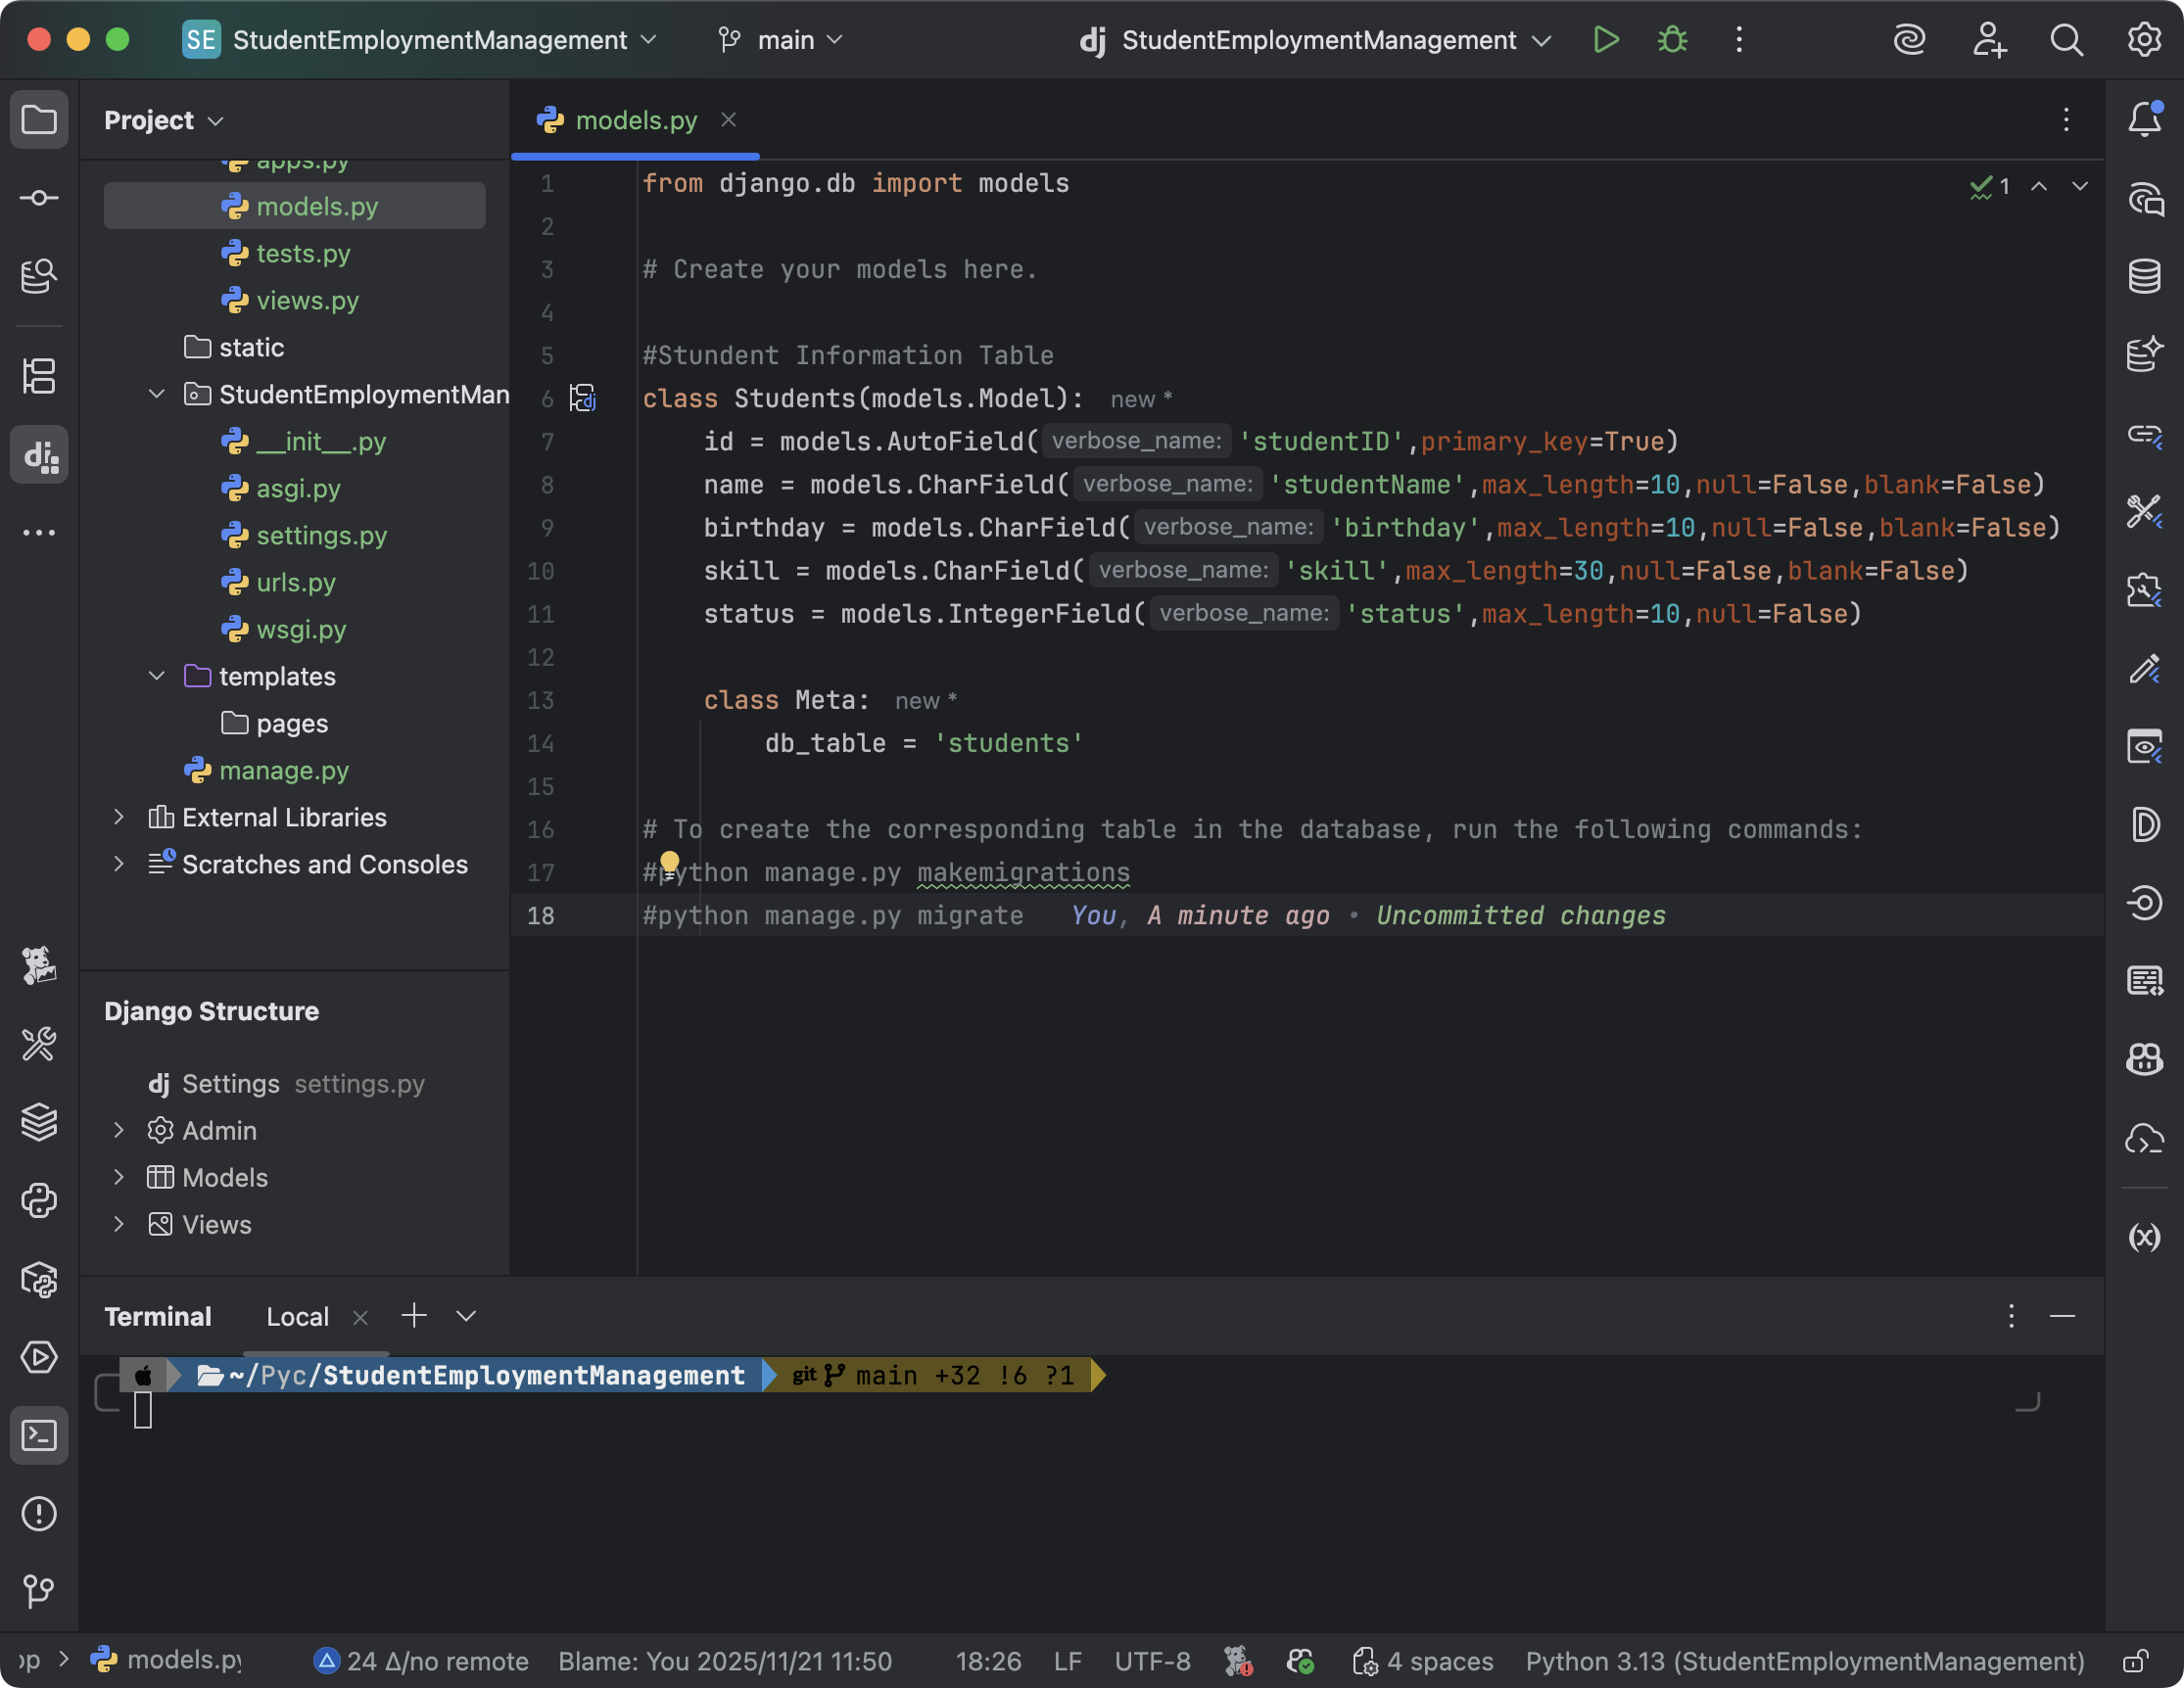 SE StudentEmploymentManagement main dj StudentEmploymentManagement
Project
models.py
apps.py
models.py
tests.py
views.py
static
StudentEmploymentMan
__init__.py
asgi.py
settings.py
urls.py
wsgi.py
templates
pages
manage.py
External Libraries
Scratches and Consoles
1 from django.db import models
2
3 # Create your models here.
4
5 #Stundent Information Table
6 class Students(models.Model): new *
7 id = models.AutoField( verbose_name: 'studentID',primary_key=True)
8 name = models.CharField( verbose_name: 'studentName',max_length=10,null=False,blank=False)
9 birthday = models.CharField( verbose_name: 'birthday',max_length=10,null=False,blank=False)
10 skill = models.CharField( verbose_name: 'skill',max_length=30,null=False,blank=False)
11 status = models.IntegerField( verbose_name: 'status',max_length=10,null=False)
12
13 class Meta: new *
14 db_table = 'students'
15
16 # To create the corresponding table in the database, run the following commands:
17 #python manage.py makemigrations
18 #python manage.py migrate You, A minute ago • Uncommitted changes
1
Django Structure
dj Settings settings.py
Admin
Models
Views
Terminal Local
~/Pyc/StudentEmploymentManagement git main +32 !6 ?1
models.py 24 Δ/no remote Blame: You 2025/11/21 11:50 18:26 LF UTF-8 4 spaces Python 3.13 (StudentEmploymentManagement)